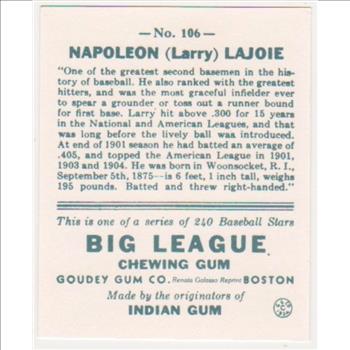 —No. 106—
NAPOLEON (Larry) LAJOIE
"One of the greatest second basemen in the his-
tory of baseball. He also ranked with the greatest
hitters, and was the most graceful infielder ever
to spear a grounder or toss out a runner bound
for first base. Larry hit above .300 for 15 years
in the National and American Leagues, and that
was long before the lively ball was introduced.
At end of 1901 season he had batted an average of
.405, and topped the American League in 1901,
1903 and 1904. He was born in Woonsocket, R. I.,
September 5th, 1875—is 6 feet, 1 inch tall, weighs
195 pounds. Batted and threw right-handed."
This is one of a series of 240 Baseball Stars
BIG LEAGUE
CHEWING GUM
GOUDEY GUM CO. Renata Galasso Reprint BOSTON
Made by the originators of
INDIAN GUM